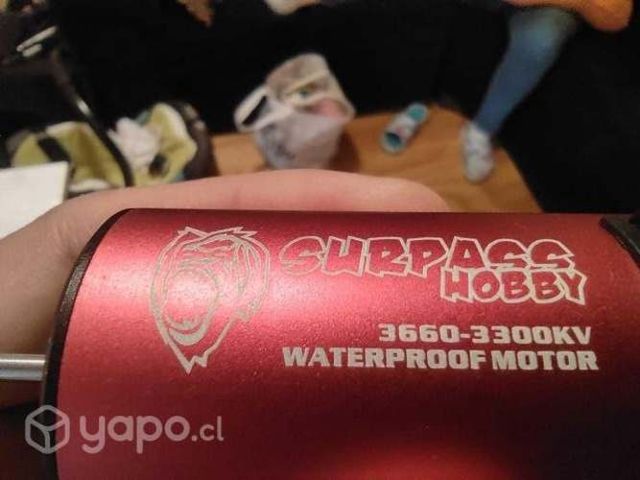 SURPASS
HOBBY
3660-3300KV
WATERPROOF MOTOR
yapo.cl